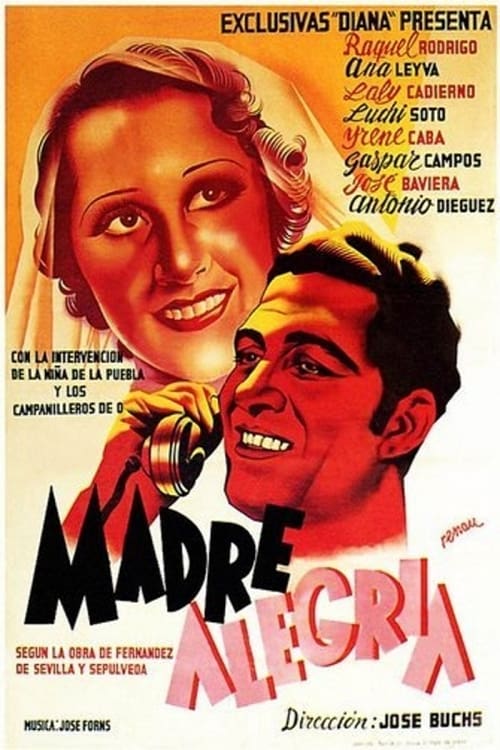 EXCLUSIVAS "DIANA" PRESENTA
Raquel RODRIGO
Ana LEYVA
Laly CADIERNO
Luchi SOTO
Yrene CABA
Gaspar CAMPOS
José BAVIERA
Antonio DIEGUEZ
CON LA INTERVENCION
DE LA NIÑA DE LA PUEBLA
Y LOS
CAMPANILLEROS DE O
MADRE
ALEGRIA
renau
SEGUN LA OBRA DE FERNANDEZ
DE SEVILLA Y SEPULVEDA
MUSICA: JOSE FORNS
Dirección: JOSE BUCHS